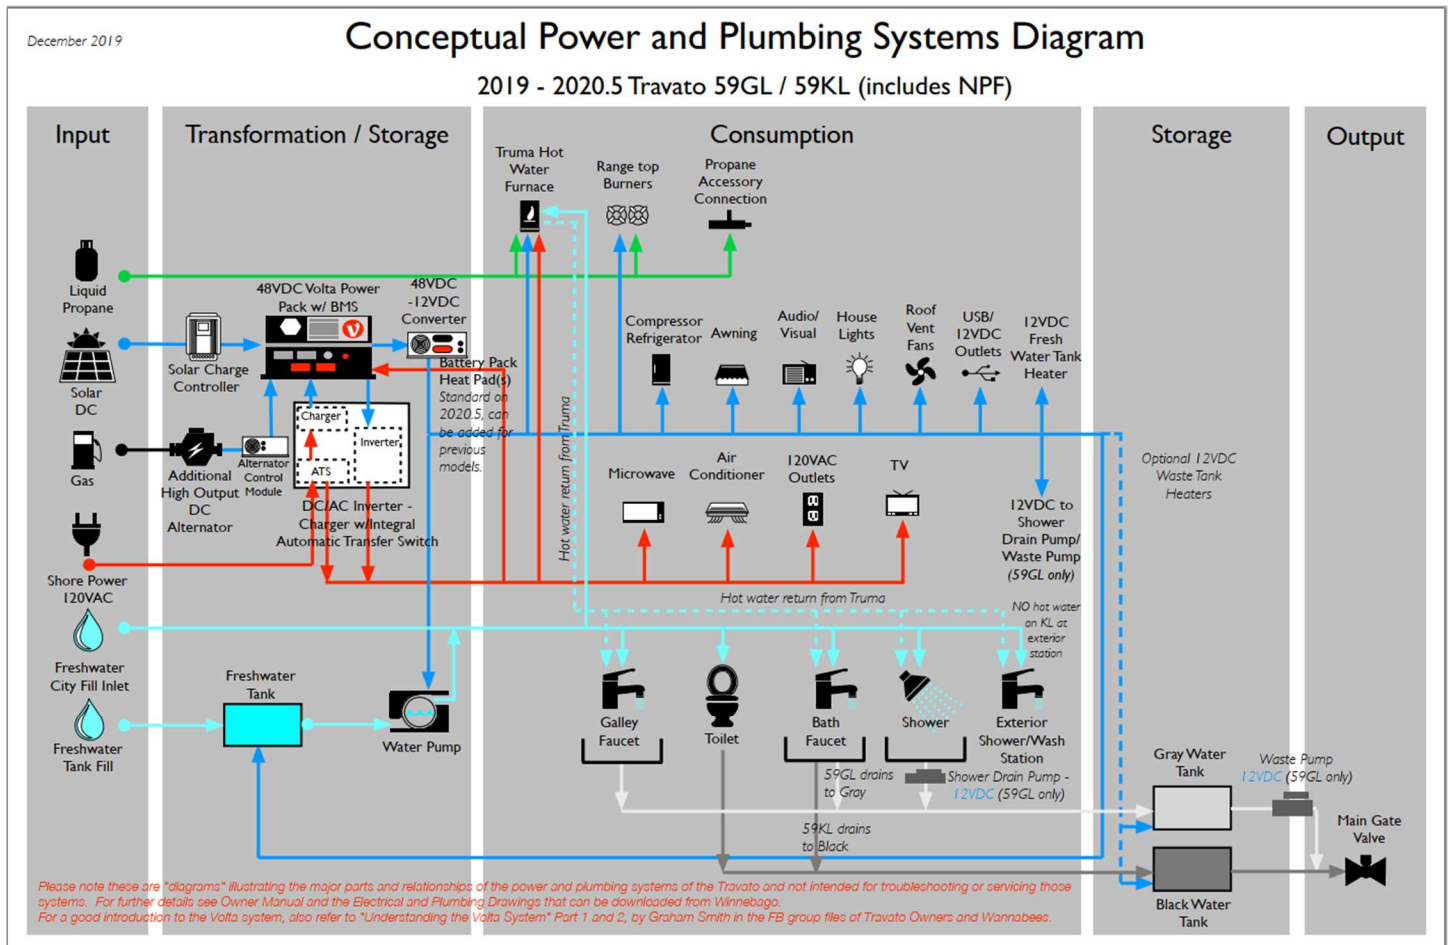 December 2019
Conceptual Power and Plumbing Systems Diagram
2019 - 2020.5 Travato 59GL / 59KL (includes NPF)
Input
Transformation / Storage
Consumption
Storage
Output
Truma Hot
Water
Furnace
Range top
Burners
Propane
Accessory
Connection
Liquid
Propane
48VDC Volta Power
Pack w/ BMS
48VDC
-12VDC
Converter
Solar Charge
Controller
Solar
DC
Battery Pack
Heat Pad(s)
Standard on
2020.5, can
be added for
previous
models.
Compressor
Refrigerator
Awning
Audio/
Visual
House
Lights
Roof
Vent
Fans
USB/
12VDC
Outlets
12VDC
Fresh
Water Tank
Heater
Charger
Inverter
ATS
Gas
Additional
High Output
DC
Alternator
Alternator
Control
Module
DC/AC Inverter -
Charger w/Integral
Automatic Transfer Switch
Hot water return from Truma
Microwave
Air
Conditioner
120VAC
Outlets
TV
12VDC to
Shower
Drain Pump/
Waste Pump
(59GL only)
Optional 12VDC
Waste Tank
Heaters
Shore Power
120VAC
Hot water return from Truma
NO hot water
on KL at
exterior
station
Freshwater
City Fill Inlet
Freshwater
Tank
Freshwater
Tank Fill
Water Pump
Galley
Faucet
Toilet
Bath
Faucet
Shower
Exterior
Shower/Wash
Station
59GL drains
to Gray
Shower Drain Pump -
12VDC (59GL only)
59KL drains
to Black
Gray Water
Tank
Waste Pump
12VDC (59GL only)
Main Gate
Valve
Black Water
Tank
Please note these are "diagrams" illustrating the major parts and relationships of the power and plumbing systems of the Travato and not intended for troubleshooting or servicing those
systems. For further details see Owner Manual and the Electrical and Plumbing Drawings that can be downloaded from Winnebago.
For a good introduction to the Volta system, also refer to "Understanding the Volta System" Part 1 and 2, by Graham Smith in the FB group files of Travato Owners and Wannabees.